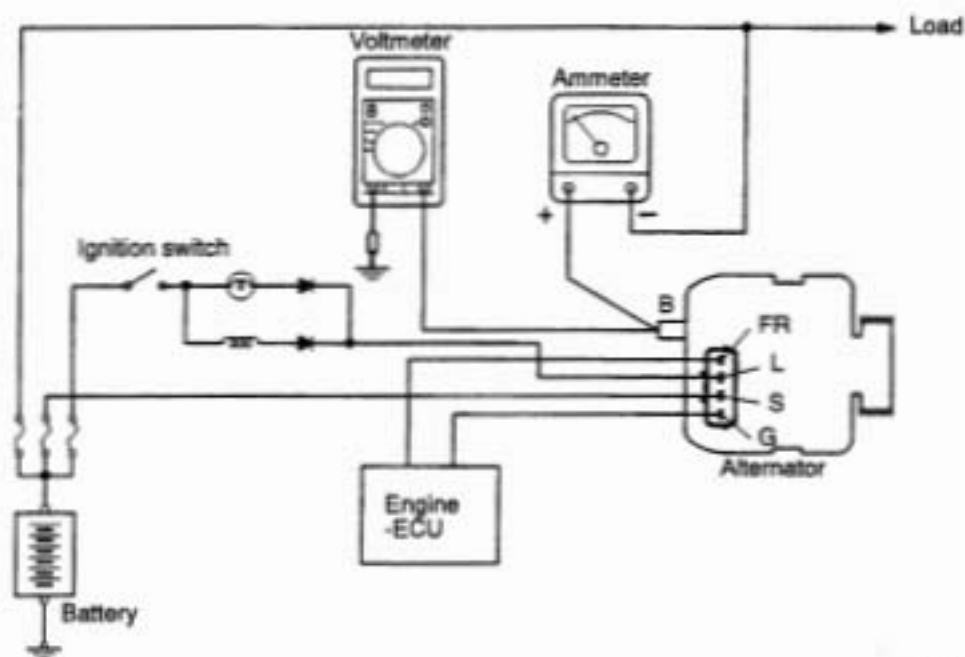 Load
Voltmeter
Ammeter
+
−
Ignition switch
B
FR
L
S
G
Alternator
Engine
-ECU
Battery